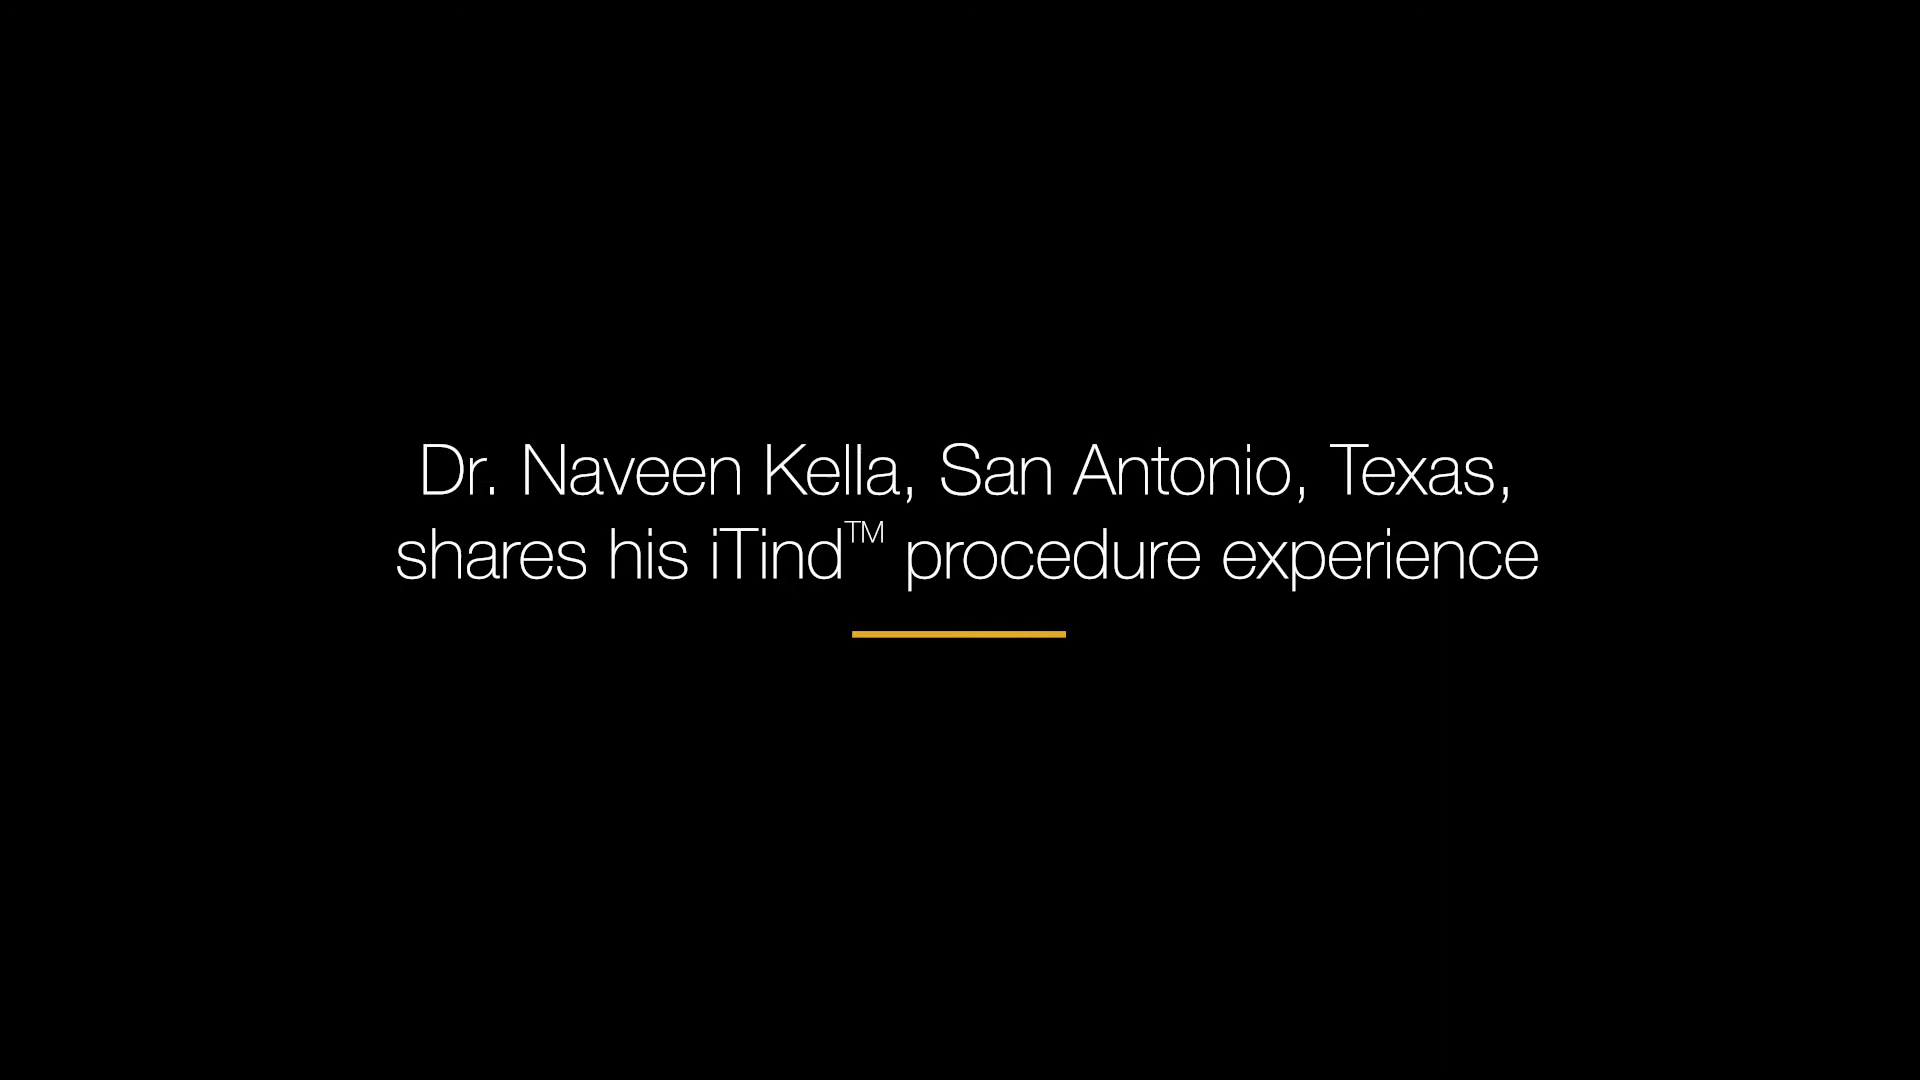 Dr. Naveen Kella, San Antonio, Texas,
shares his iTind™ procedure experience